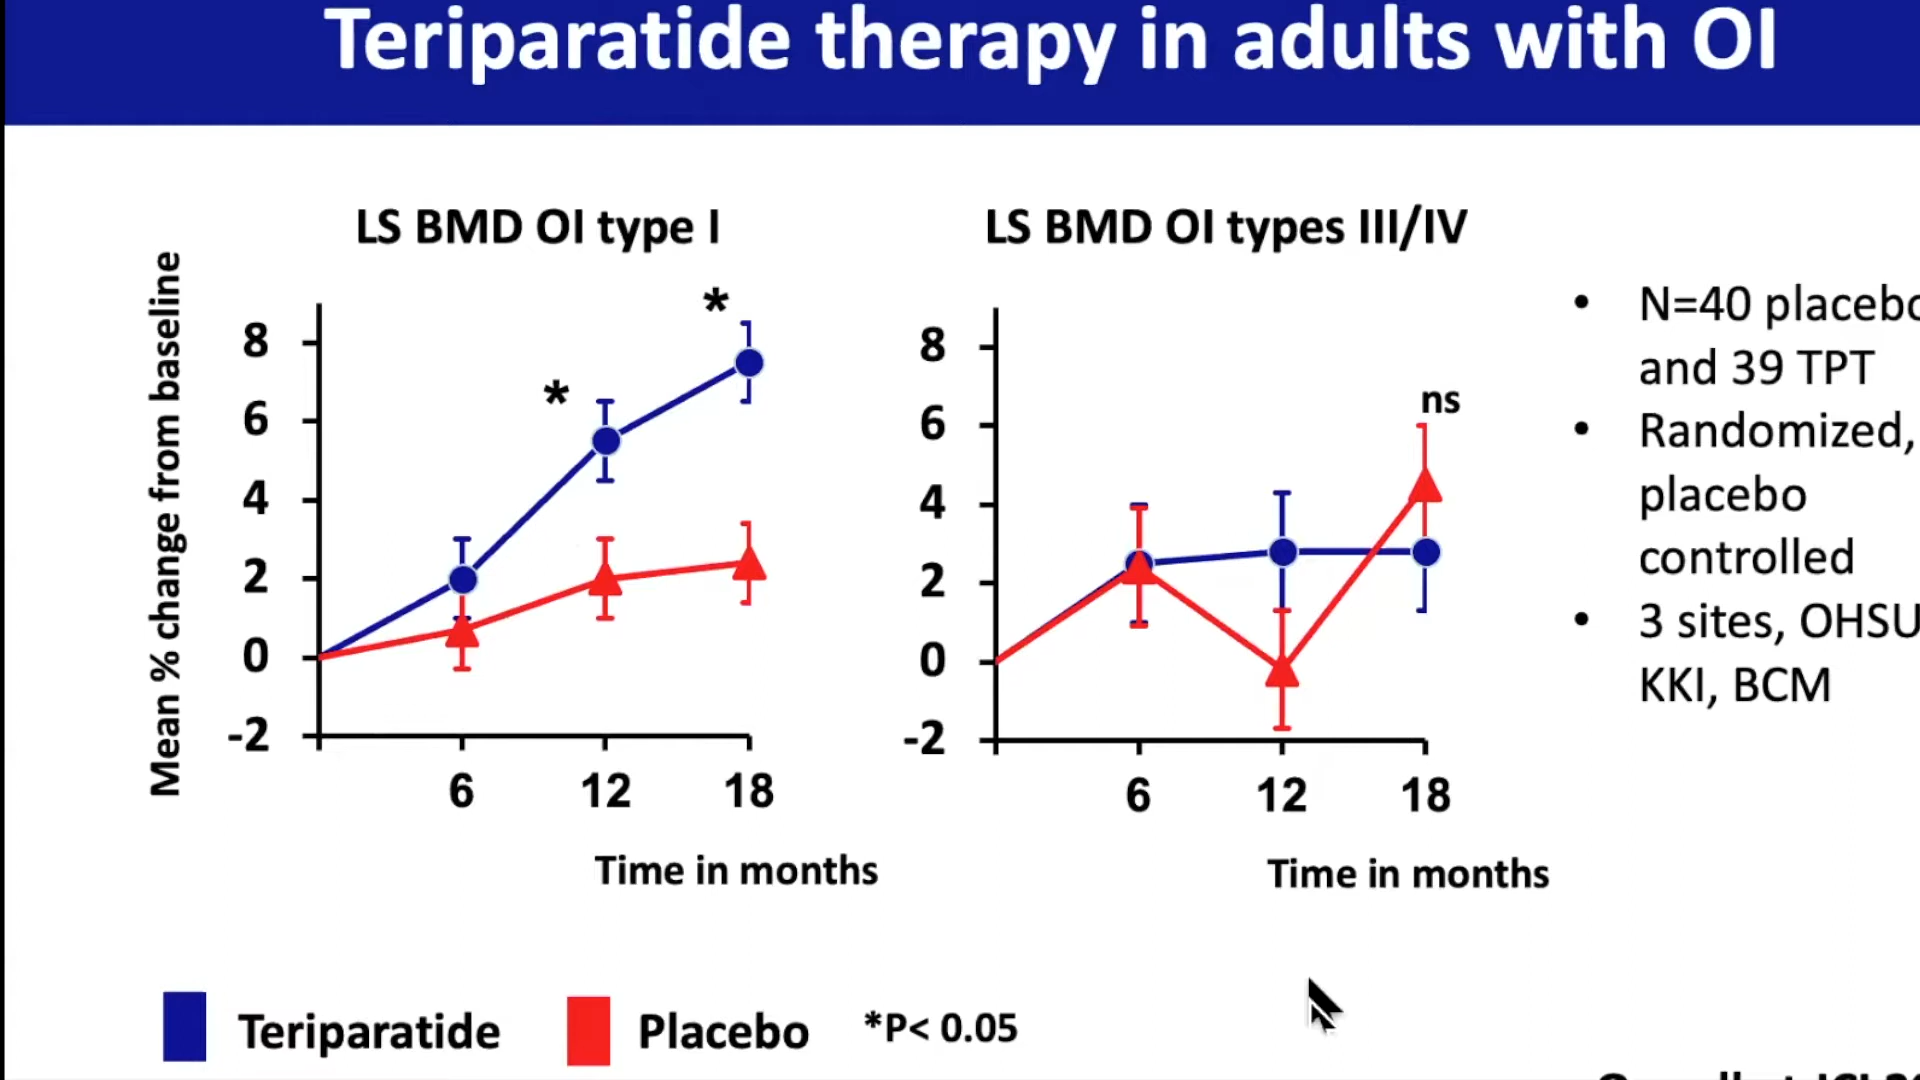 Teriparatide therapy in adults with OI
LS BMD OI type I
Mean % change from baseline
8
6
4
2
0
-2
*
*
6 12 18
Time in months
LS BMD OI types III/IV
8
6
4
2
0
-2
ns
6 12 18
Time in months
• N=40 placebo
and 39 TPT
• Randomized,
placebo
controlled
• 3 sites, OHSU
KKI, BCM
Teriparatide Placebo *P< 0.05